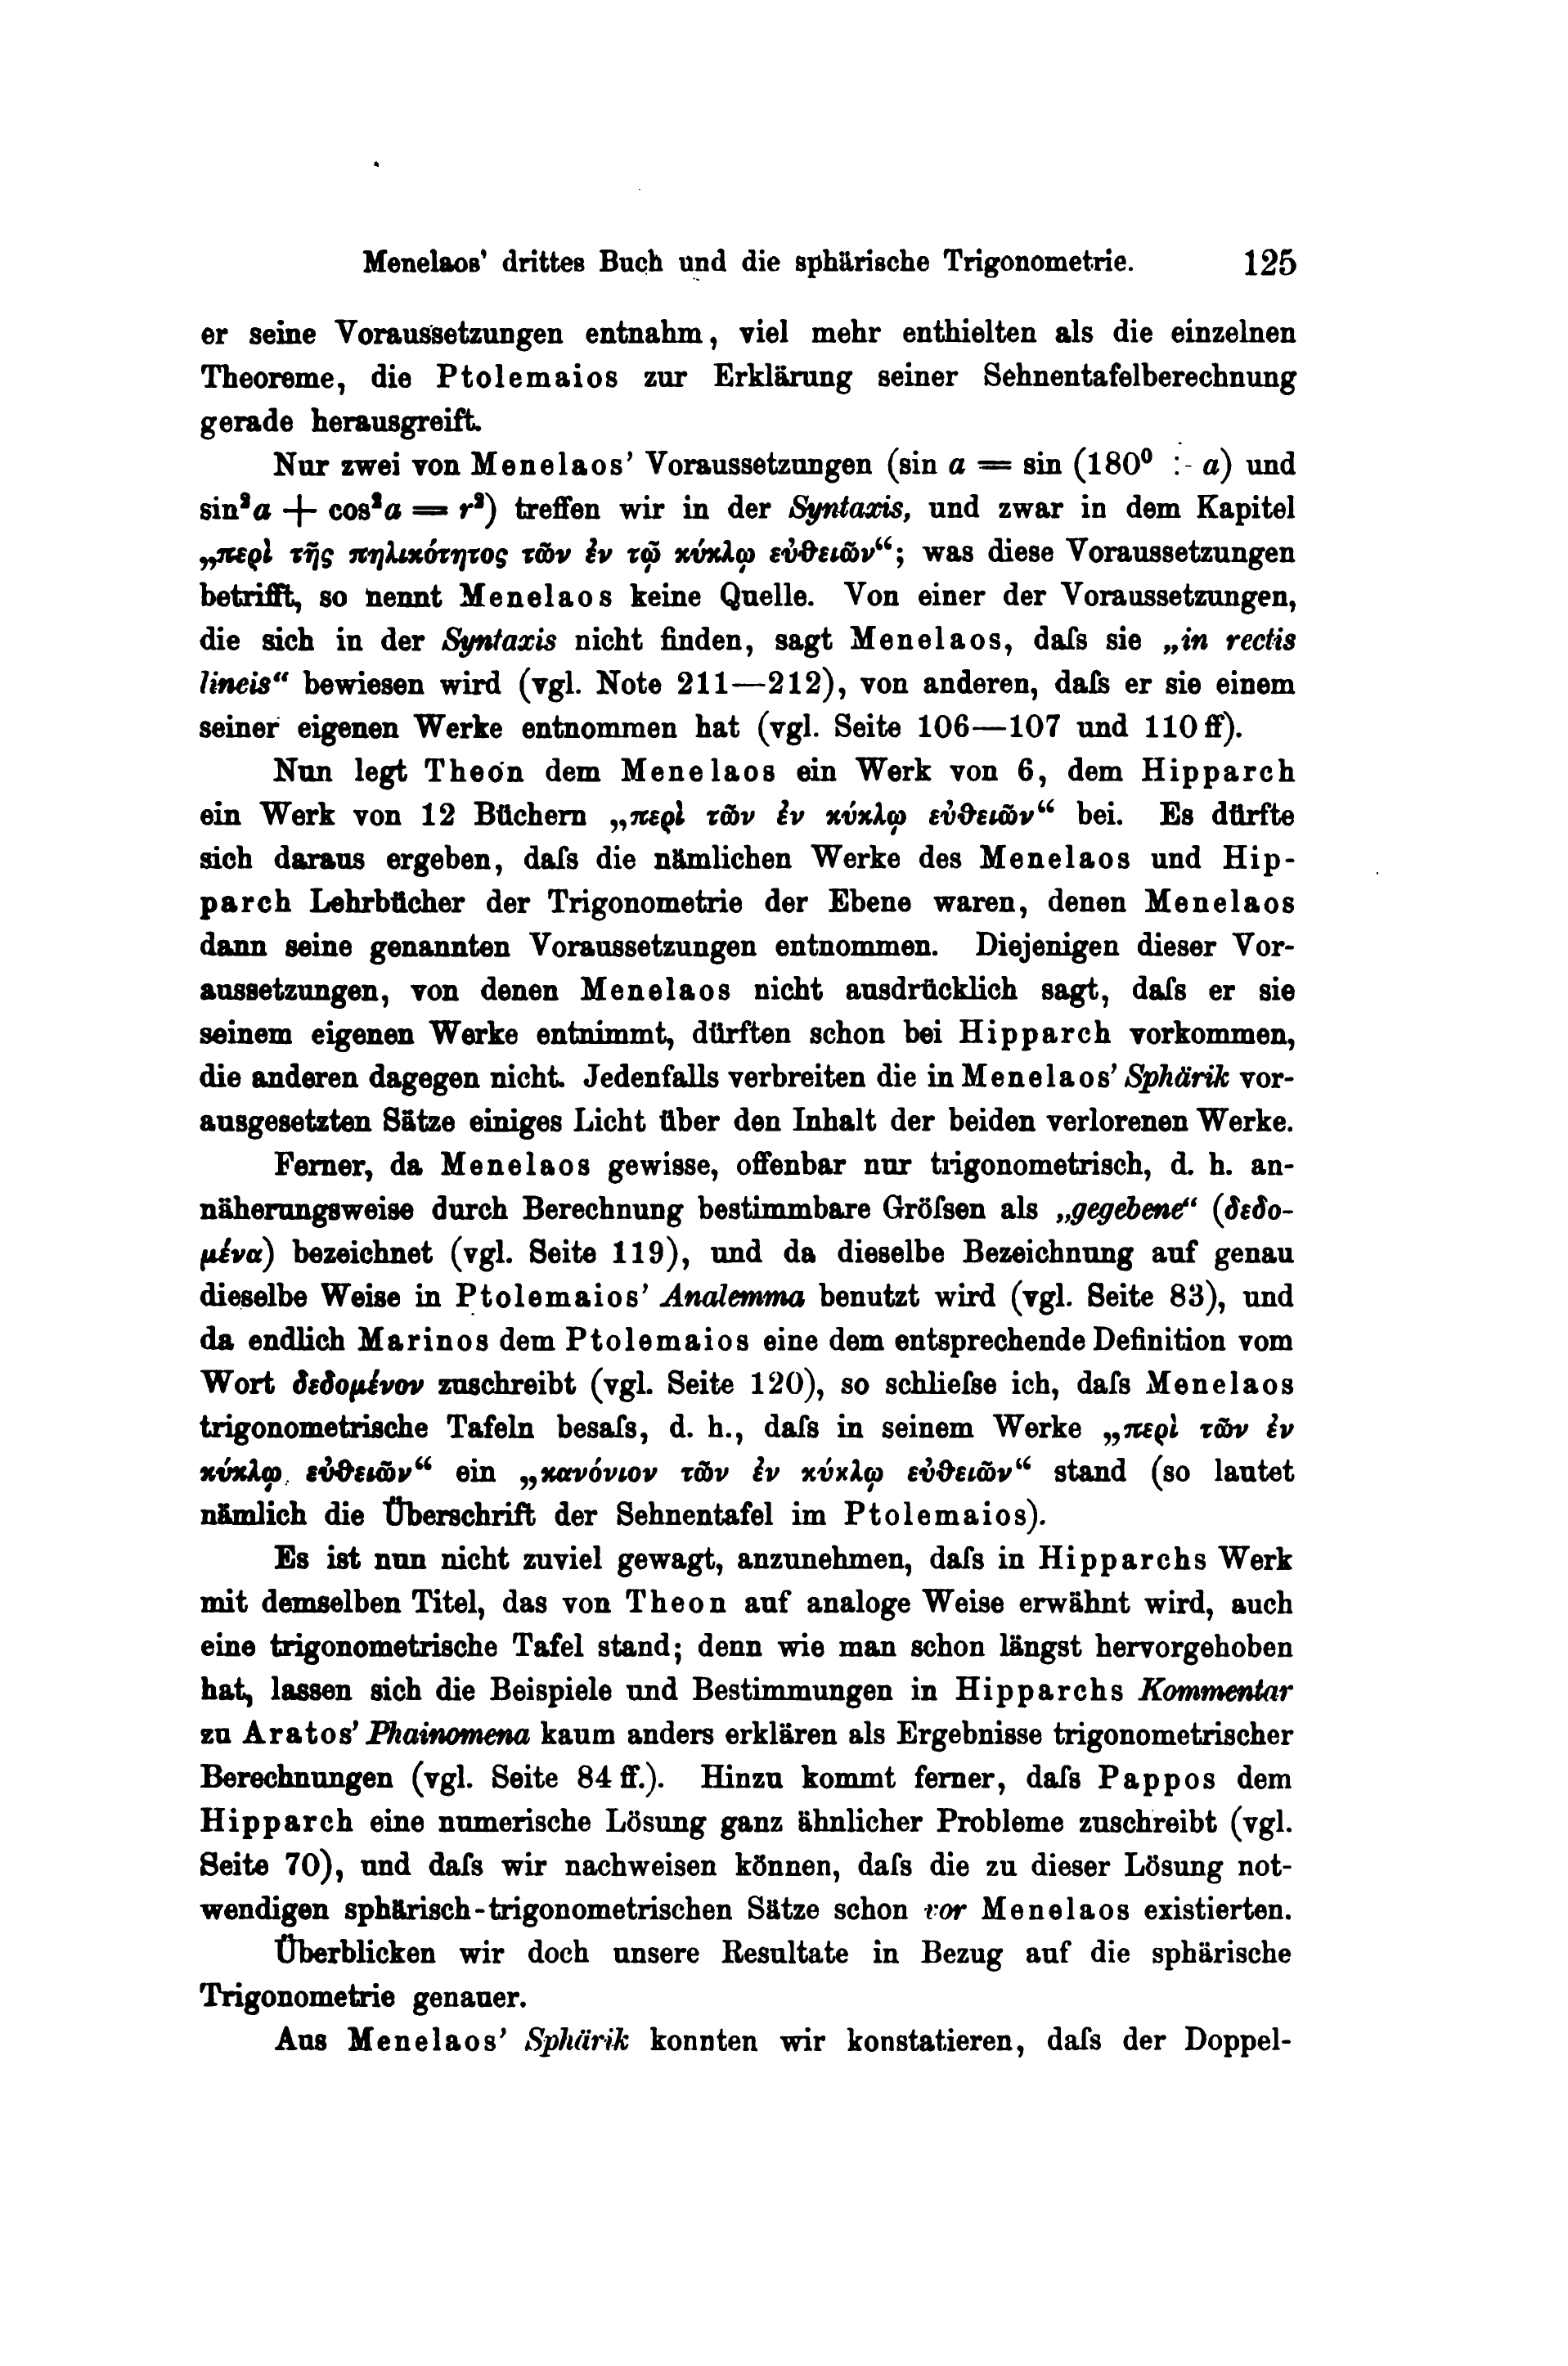 Menelaos' drittes Buch und die sphärische Trigonometrie. 125
er seine Voraussetzungen entnahm, viel mehr enthielten als die einzelnen
Theoreme, die Ptolemaios zur Erklärung seiner Sehnentafelberechnung
gerade herausgreift.
Nur zwei von Menelaos' Voraussetzungen (sin a = sin (180⁰ ÷ a) und
sin²a + cos²a = r²) treffen wir in der Syntaxis, und zwar in dem Kapitel
„περὶ τῆς πηλικότητος τῶν ἐν τῷ κύκλῳ εὐθειῶν“; was diese Voraussetzungen
betrifft, so nennt Menelaos keine Quelle. Von einer der Voraussetzungen,
die sich in der Syntaxis nicht finden, sagt Menelaos, daſs sie „in rectis
lineis“ bewiesen wird (vgl. Note 211—212), von anderen, daſs er sie einem
seiner eigenen Werke entnommen hat (vgl. Seite 106—107 und 110 ff).
Nun legt Theon dem Menelaos ein Werk von 6, dem Hipparch
ein Werk von 12 Büchern „περὶ τῶν ἐν κύκλῳ εὐθειῶν“ bei. Es dürfte
sich daraus ergeben, daſs die nämlichen Werke des Menelaos und Hip-
parch Lehrbücher der Trigonometrie der Ebene waren, denen Menelaos
dann seine genannten Voraussetzungen entnommen. Diejenigen dieser Vor-
aussetzungen, von denen Menelaos nicht ausdrücklich sagt, daſs er sie
seinem eigenen Werke entnimmt, dürften schon bei Hipparch vorkommen,
die anderen dagegen nicht. Jedenfalls verbreiten die in Menelaos' Sphärik vor-
ausgesetzten Sätze einiges Licht über den Inhalt der beiden verlorenen Werke.
Ferner, da Menelaos gewisse, offenbar nur trigonometrisch, d. h. an-
näherungsweise durch Berechnung bestimmbare Gröſsen als „gegebene“ (δεδο-
μένα) bezeichnet (vgl. Seite 119), und da dieselbe Bezeichnung auf genau
dieselbe Weise in Ptolemaios' Analemma benutzt wird (vgl. Seite 83), und
da endlich Marinos dem Ptolemaios eine dem entsprechende Definition vom
Wort δεδομένον zuschreibt (vgl. Seite 120), so schlieſse ich, daſs Menelaos
trigonometrische Tafeln besaſs, d. h., daſs in seinem Werke „περὶ τῶν ἐν
κύκλῳ εὐθειῶν“ ein „κανόνιον τῶν ἐν κύκλῳ εὐθειῶν“ stand (so lautet
nämlich die Überschrift der Sehnentafel im Ptolemaios).
Es ist nun nicht zuviel gewagt, anzunehmen, daſs in Hipparchs Werk
mit demselben Titel, das von Theon auf analoge Weise erwähnt wird, auch
eine trigonometrische Tafel stand; denn wie man schon längst hervorgehoben
hat, lassen sich die Beispiele und Bestimmungen in Hipparchs Kommentar
zu Aratos' Phainomena kaum anders erklären als Ergebnisse trigonometrischer
Berechnungen (vgl. Seite 84 ff.). Hinzu kommt ferner, daſs Pappos dem
Hipparch eine numerische Lösung ganz ähnlicher Probleme zuschreibt (vgl.
Seite 70), und daſs wir nachweisen können, daſs die zu dieser Lösung not-
wendigen sphärisch-trigonometrischen Sätze schon vor Menelaos existierten.
Überblicken wir doch unsere Resultate in Bezug auf die sphärische
Trigonometrie genauer.
Aus Menelaos' Sphärik konnten wir konstatieren, daſs der Doppel-